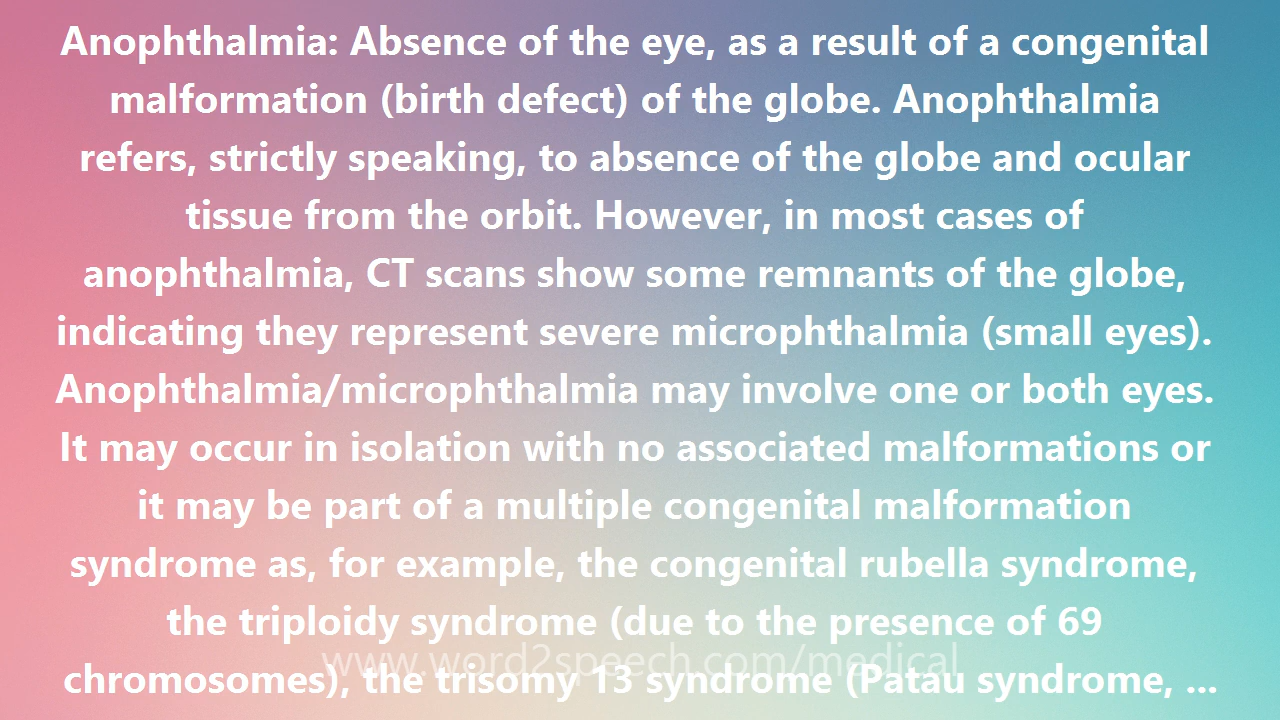 Anophthalmia: Absence of the eye, as a result of a congenital
malformation (birth defect) of the globe. Anophthalmia
refers, strictly speaking, to absence of the globe and ocular
tissue from the orbit. However, in most cases of
anophthalmia, CT scans show some remnants of the globe,
indicating they represent severe microphthalmia (small eyes).
Anophthalmia/microphthalmia may involve one or both eyes.
It may occur in isolation with no associated malformations or
it may be part of a multiple congenital malformation
syndrome as, for example, the congenital rubella syndrome,
the triploidy syndrome (due to the presence of 69
www.word2speech.com/medical
chromosomes), the trisomy 13 syndrome (Patau syndrome, ...